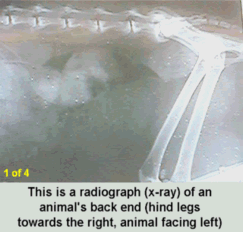 1 of 4
This is a radiograph (x-ray) of an
animal's back end (hind legs
towards the right, animal facing left)